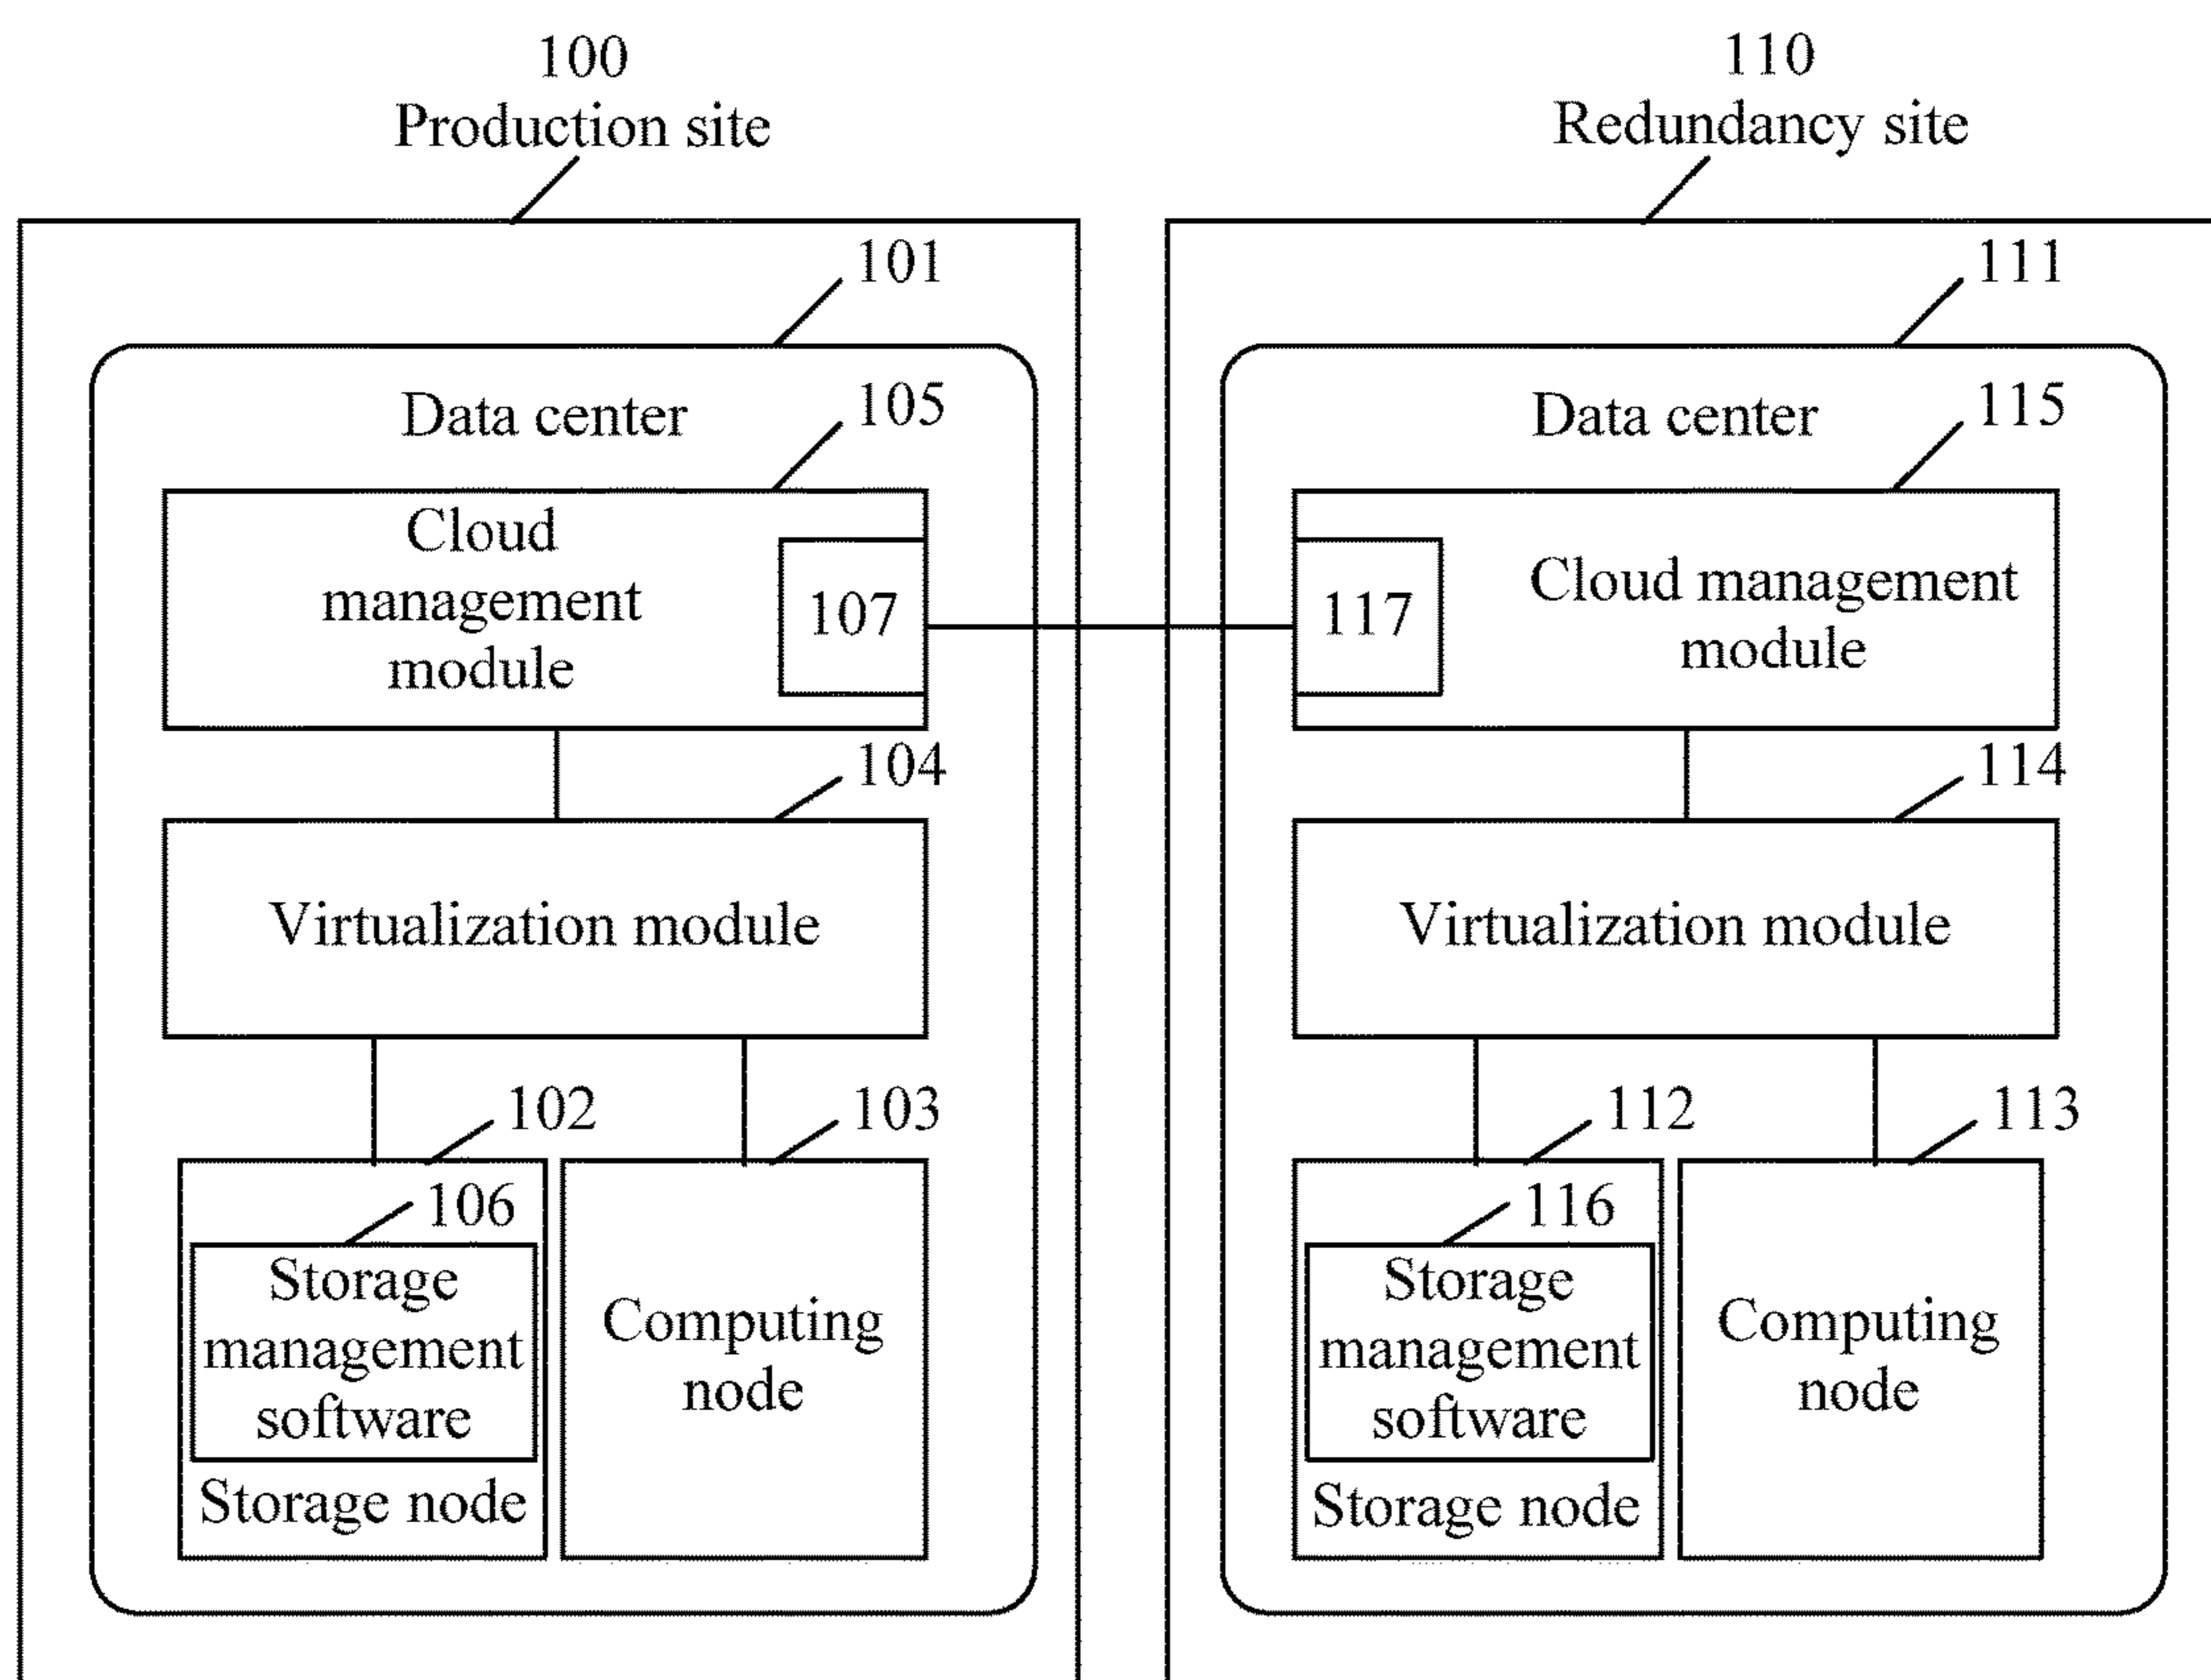 100
Production site
101
Data center
105
Cloud
management
module
107
104
Virtualization module
102
103
106
Storage
management
software
Storage node
Computing
node
110
Redundancy site
111
Data center
115
117
Cloud management
module
114
Virtualization module
112
113
116
Storage
management
software
Storage node
Computing
node